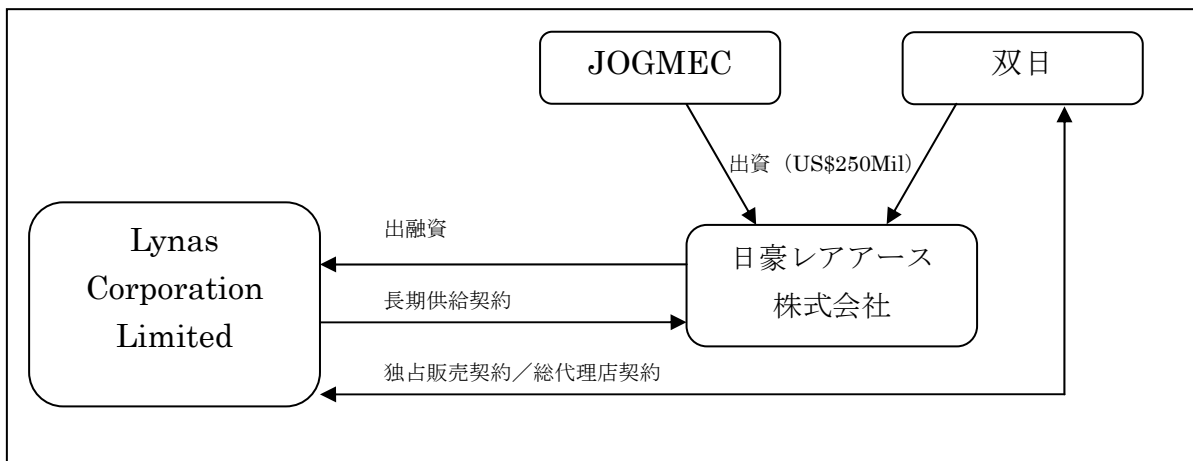 JOGMEC
双日
出資（US$250Mil）
Lynas
Corporation
Limited
出融資
長期供給契約
日豪レアアース
株式会社
独占販売契約／総代理店契約